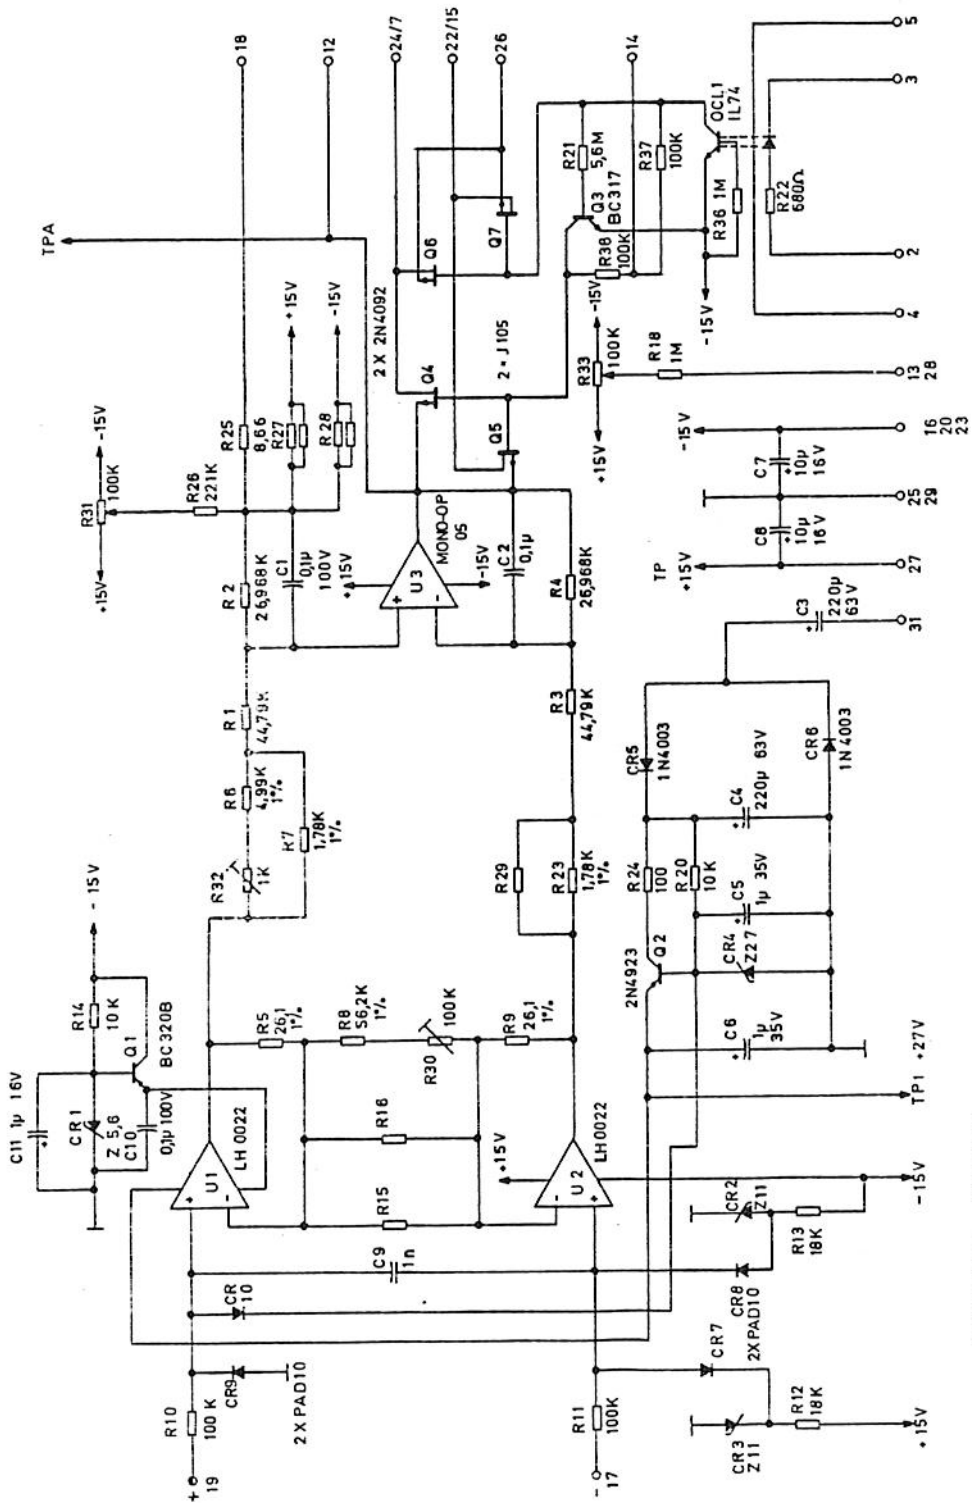 TPA
18
12
24/7
22/15
26
14
5
3
2
4
13
28
16
20
23
25
29
27
31
R31
100K
+15V
-15V
R26
221K
R25
8,66
R27
+15V
R28
-15V
R2
26,968K
C1
0,1µ
100V
+15V
U3
+
-
MONO-OP
05
-15V
C2
0,1µ
R4
26,968K
R3
44,79K
R1
44,79K
R6
4,99K
1%
R7
1,78K
1%
R32
1K
R29
R23
1,78K
1%
2 X 2N4092
Q4
Q6
Q7
2 × J105
Q5
R21
5,6M
Q3
BC317
R37
100K
R38
100K
OCL1
IL74
R36 1M
R22
680Ω
-15V
-15V
R33
100K
+15V
R18
1M
-15V
C7
10µ
16V
C8
10µ
16V
TP
+15V
C3
220µ
63V
+
CR5
1N4003
CR6
1N4003
C4
220µ 63V
+
R24
100
R20
10K
C5
1µ 35V
+
2N4923
Q2
CR4
Z27
C6
1µ
35V
+
TP1 +27V
C11 1µ 16V
+
R14
10K
-15V
CR1
Z 5,6
Q1
BC320B
C10
0,1µ 100V
U1
+
-
LH0022
R5
26,1
1%
R8
56,2K
R30
100K
R9
26,1
1%
R16
R15
+15V
U2
-
+
LH0022
-15V
C9
1n
CR
10
CR9
2XPAD10
R10
100K
+
19
R11
100K
-
17
CR7
CR8
2XPAD10
CR2
Z11
R13
18K
CR3
Z11
R12
18K
+15V